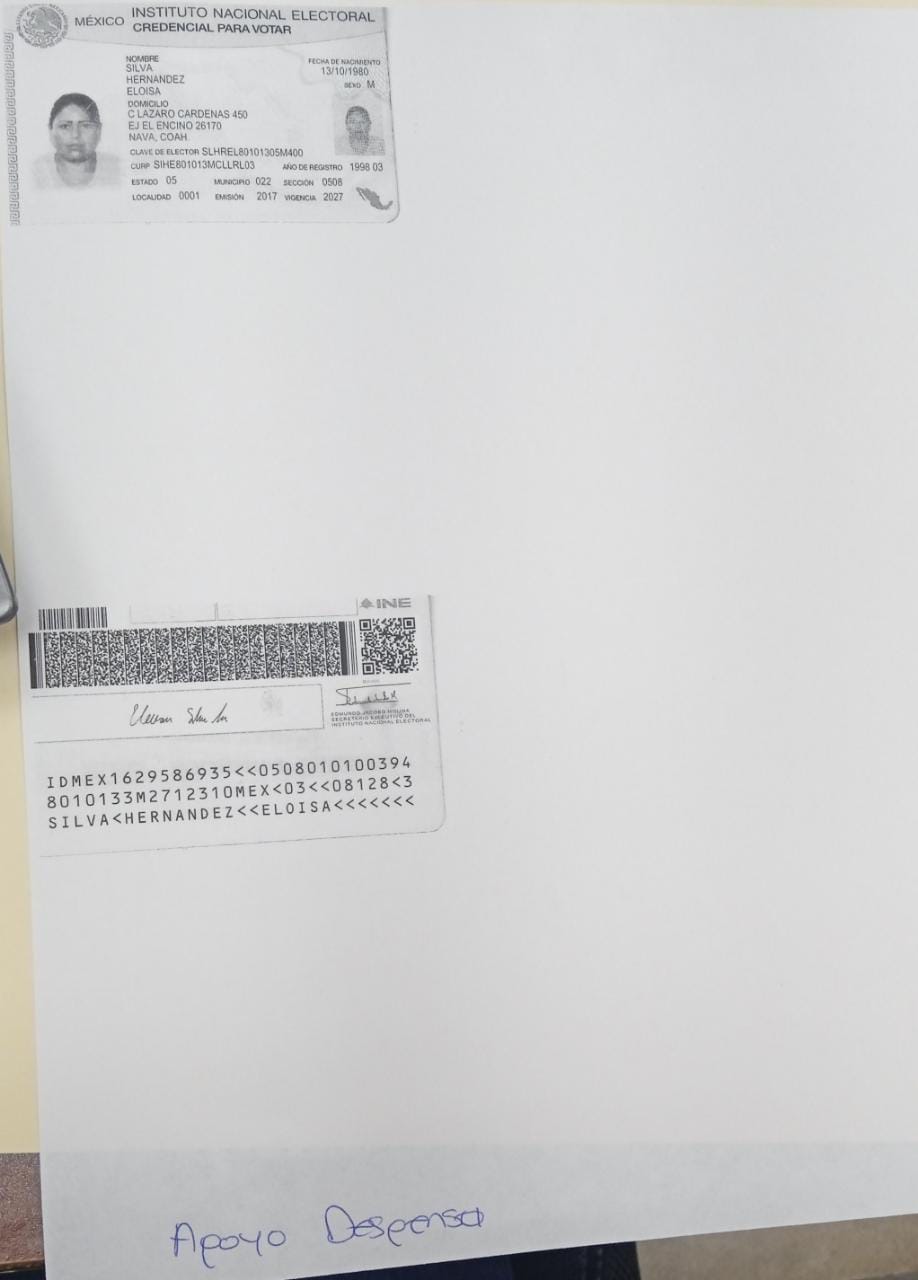 MÉXICO INSTITUTO NACIONAL ELECTORAL
CREDENCIAL PARA VOTAR
NOMBRE
SILVA
HERNANDEZ
ELOISA
FECHA DE NACIMIENTO
13/10/1980
SEXO M
DOMICILIO
C LAZARO CARDENAS 450
EJ EL ENCINO 26170
NAVA, COAH.
CLAVE DE ELECTOR SLHREL80101305M400
CURP SIHE801013MCLLRL03 AÑO DE REGISTRO 1998 03
ESTADO 05 MUNICIPIO 022 SECCIÓN 0508
LOCALIDAD 0001 EMISIÓN 2017 VIGENCIA 2027
INE
EDMUNDO JACOBO MOLINA
SECRETARIO EJECUTIVO DEL
INSTITUTO NACIONAL ELECTORAL
IDMEX1629586935<<0508010100394
8010133M2712310MEX<03<<08128<3
SILVA<HERNANDEZ<<ELOISA<<<<<<<
Apoyo Despensa